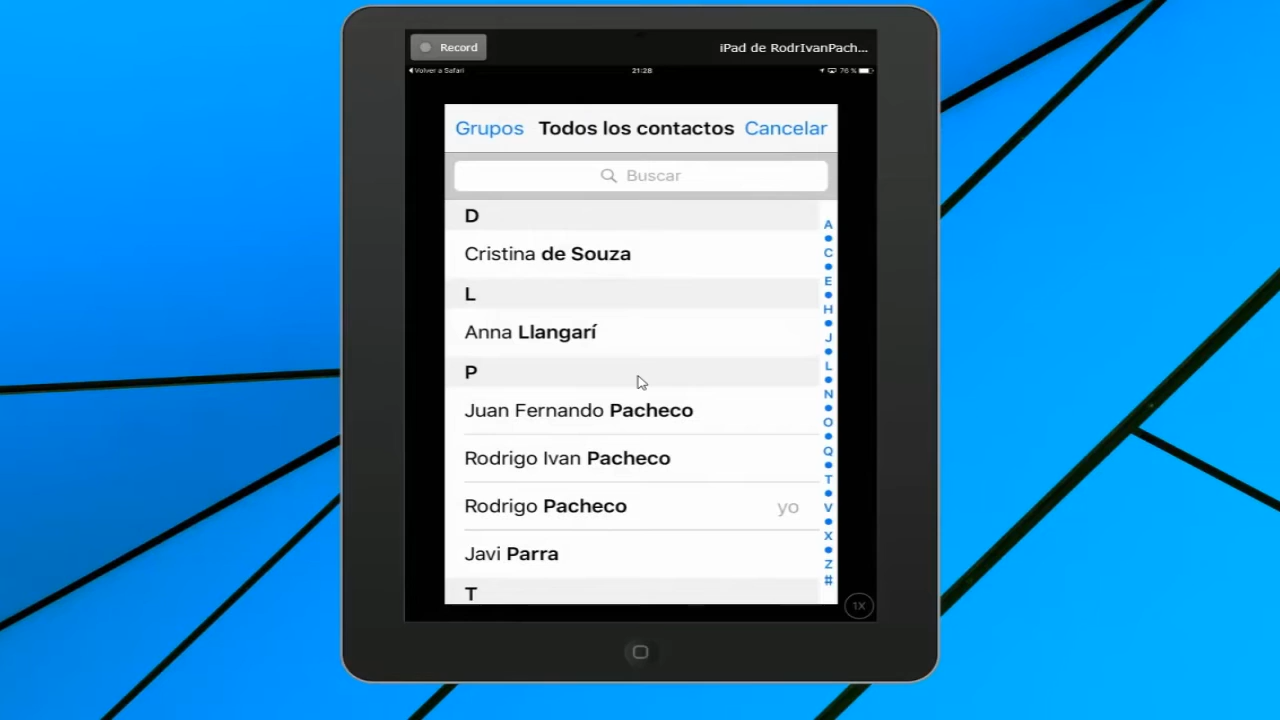 Record
iPad de RodrIvanPach...
Volver a Safari
21:28
76 %
Grupos Todos los contactos Cancelar
Buscar
D
Cristina de Souza
L
Anna Llangarí
P
Juan Fernando Pacheco
Rodrigo Ivan Pacheco
Rodrigo Pacheco yo
Javi Parra
T
A
C
E
H
J
L
N
O
Q
T
V
X
Z
#
1X